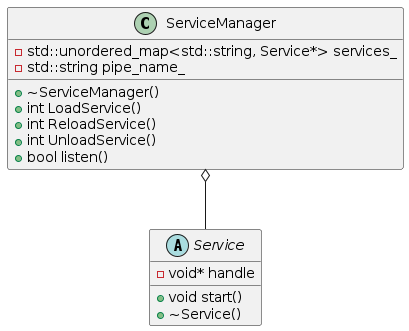 C ServiceManager
std::unordered_map<std::string, Service*> services_
std::string pipe_name_
~ServiceManager()
int LoadService()
int ReloadService()
int UnloadService()
bool listen()
A Service
void* handle
void start()
~Service()